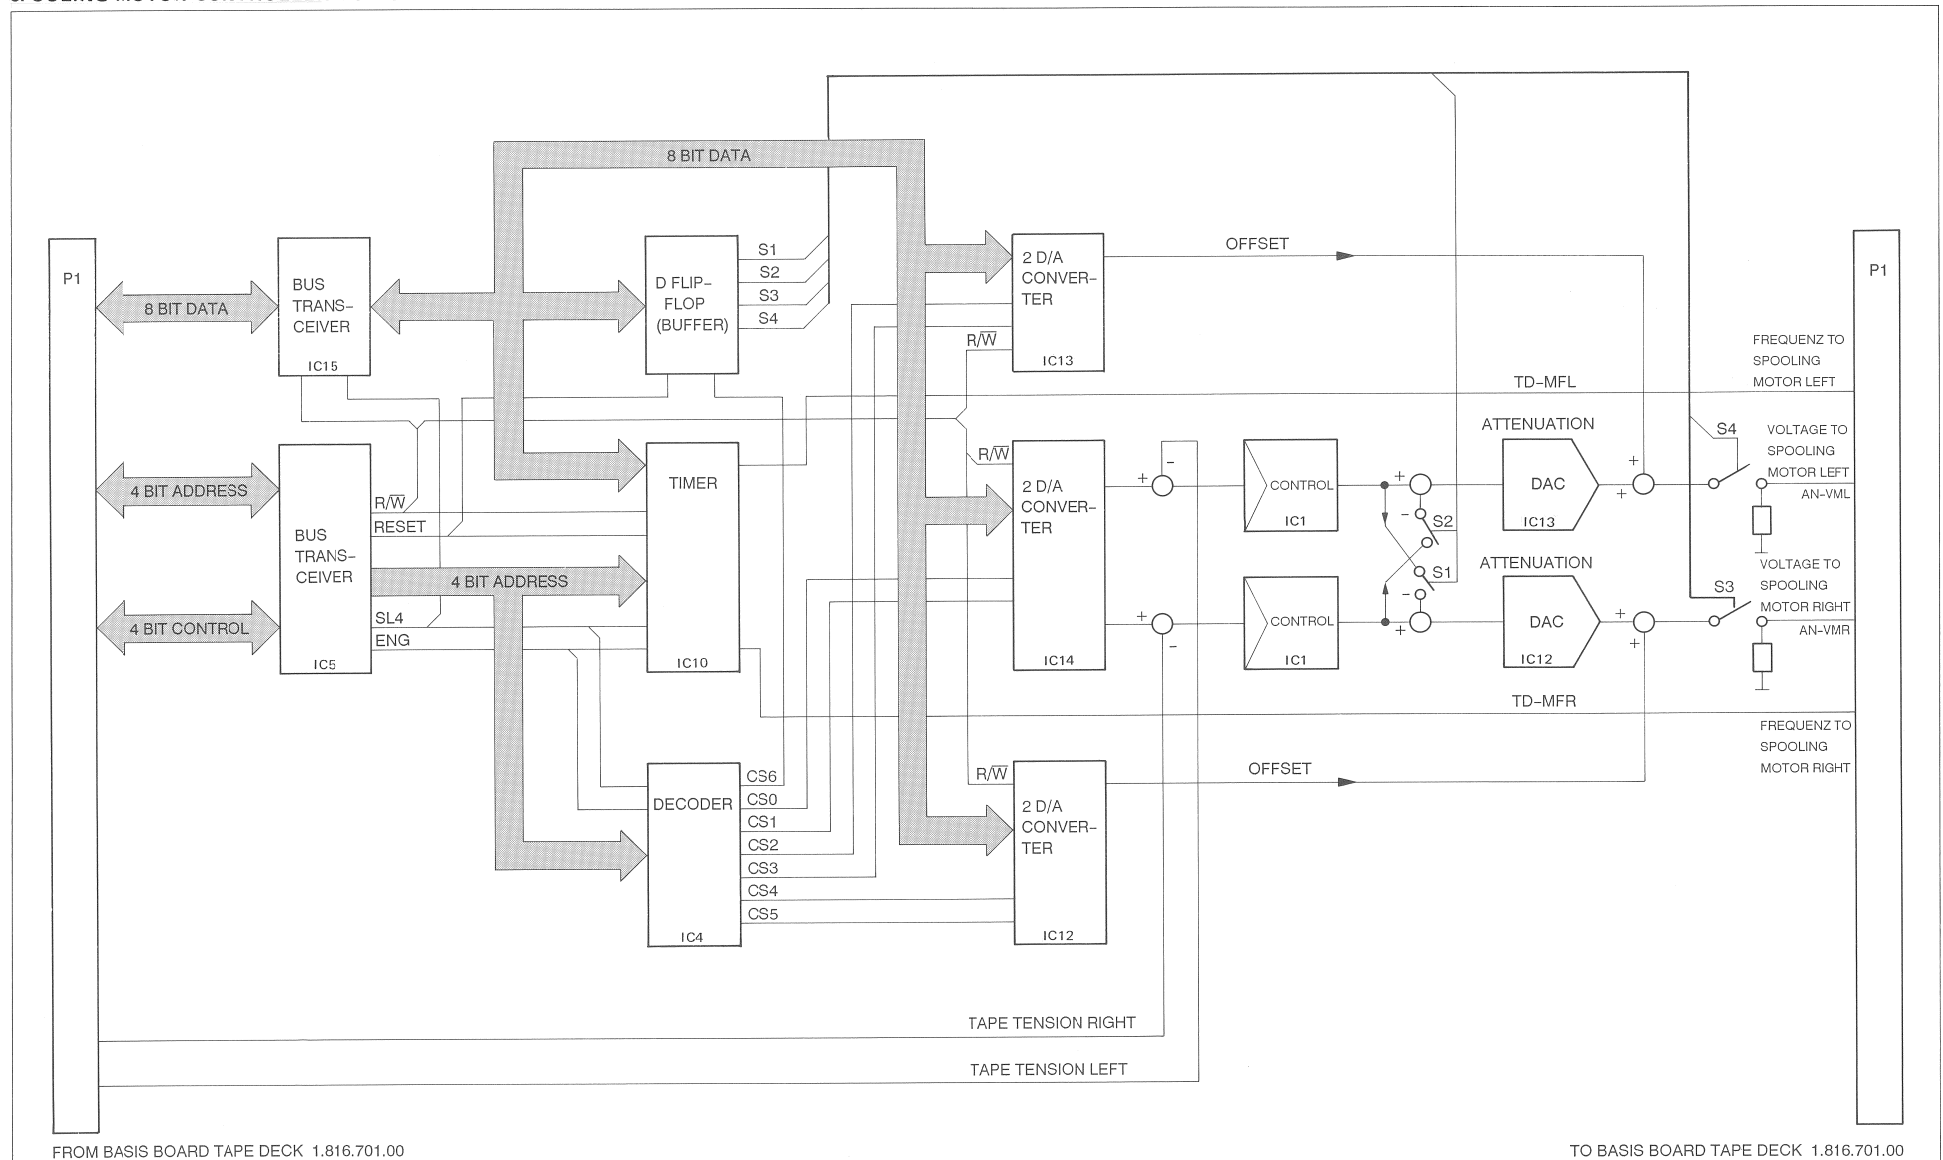 8 BIT DATA
P1
8 BIT DATA
BUS
TRANS-
CEIVER
IC15
D FLIP-
FLOP
(BUFFER)
S1
S2
S3
S4
2 D/A
CONVER-
TER
IC13
R/W̅
OFFSET
P1
FREQUENZ TO
SPOOLING
MOTOR LEFT
TD-MFL
4 BIT ADDRESS
4 BIT CONTROL
BUS
TRANS-
CEIVER
IC5
R/W̅
RESET
4 BIT ADDRESS
SL4
ENG
TIMER
IC10
R/W̅
2 D/A
CONVER-
TER
IC14
+
-
+
-
CONTROL
IC1
CONTROL
IC1
+
-
S2
S1
-
+
ATTENUATION
DAC
IC13
ATTENUATION
DAC
IC12
+
+
+
+
S4
VOLTAGE TO
SPOOLING
MOTOR LEFT
AN-VML
S3
VOLTAGE TO
SPOOLING
MOTOR RIGHT
AN-VMR
TD-MFR
FREQUENZ TO
SPOOLING
MOTOR RIGHT
DECODER
IC4
CS6
CS0
CS1
CS2
CS3
CS4
CS5
R/W̅
2 D/A
CONVER-
TER
IC12
OFFSET
TAPE TENSION RIGHT
TAPE TENSION LEFT
FROM BASIS BOARD TAPE DECK 1.816.701.00
TO BASIS BOARD TAPE DECK 1.816.701.00